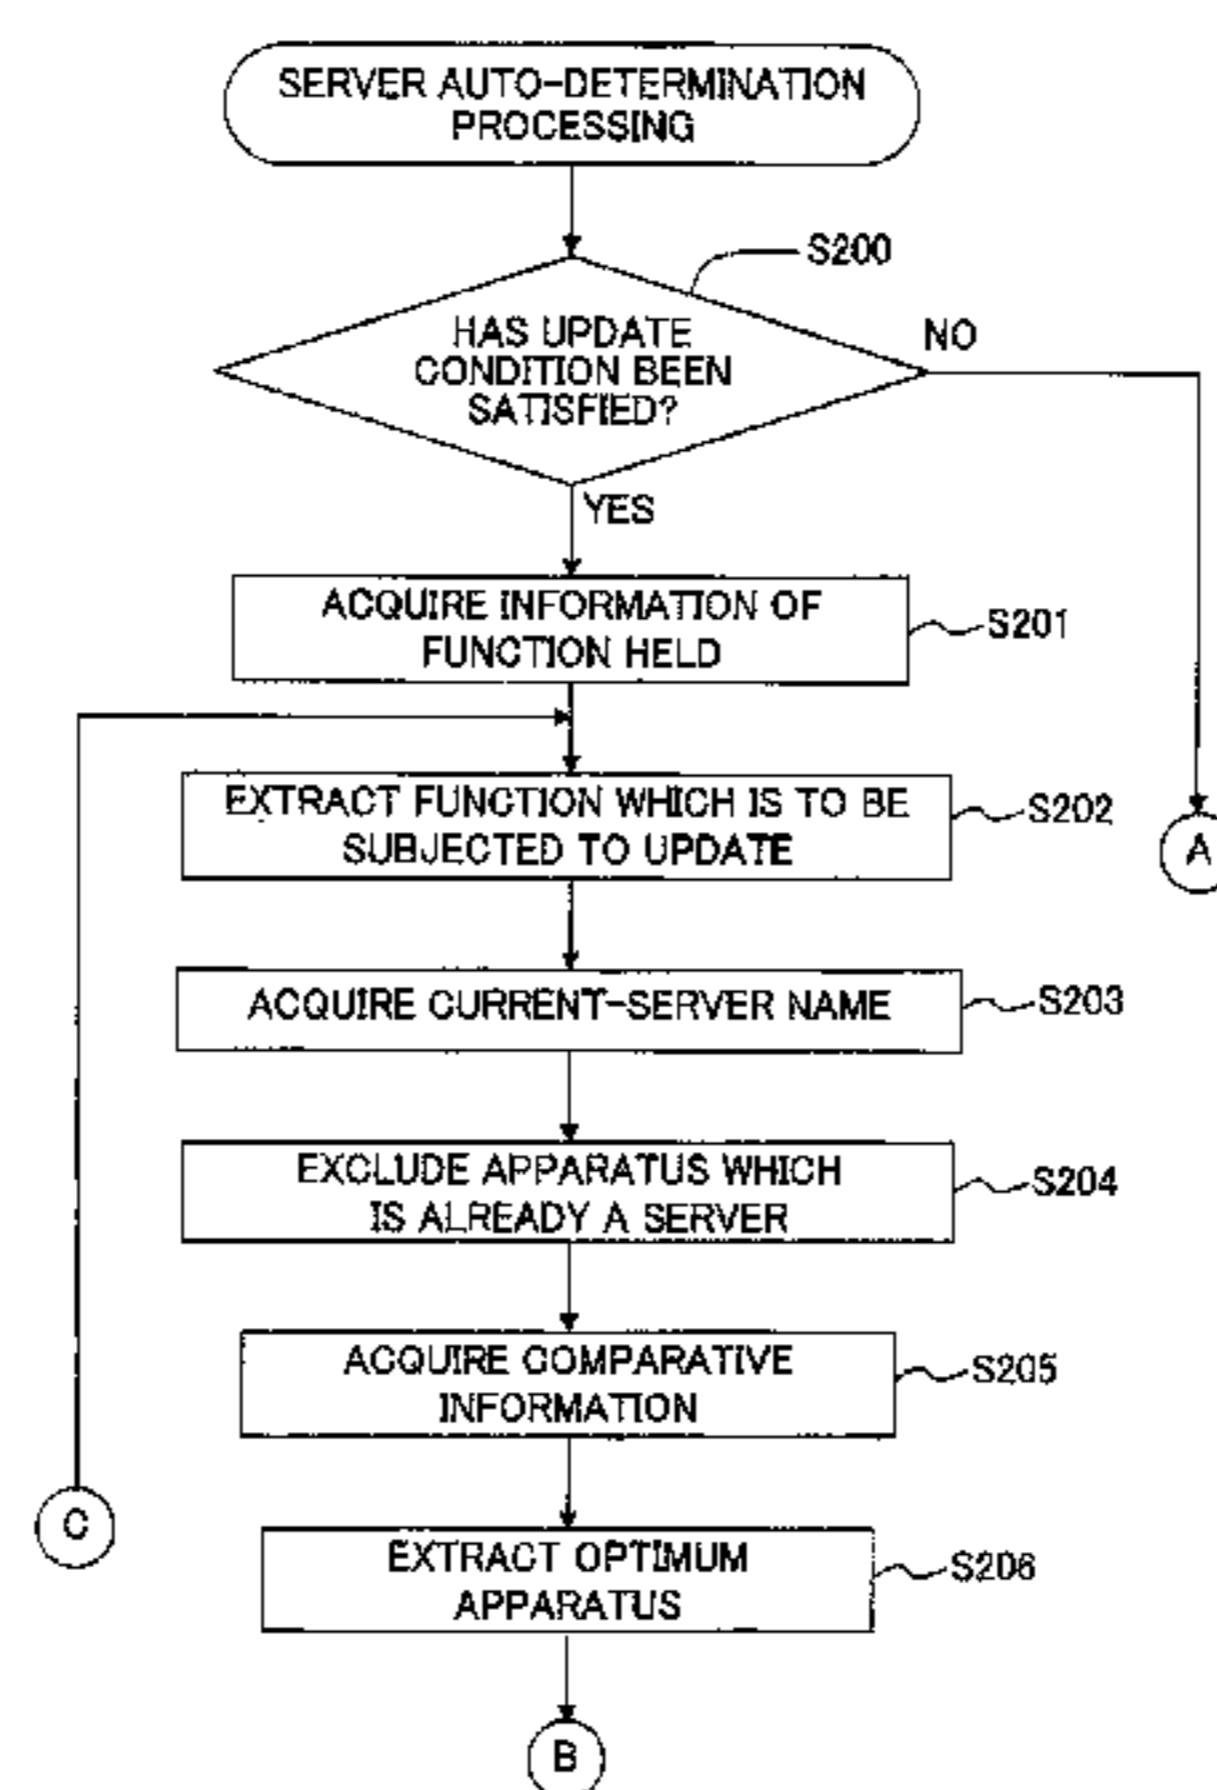 SERVER AUTO-DETERMINATION
PROCESSING
S200
HAS UPDATE
CONDITION BEEN
SATISFIED?
NO
YES
ACQUIRE INFORMATION OF
FUNCTION HELD
S201
EXTRACT FUNCTION WHICH IS TO BE
SUBJECTED TO UPDATE
S202
A
ACQUIRE CURRENT-SERVER NAME
S203
EXCLUDE APPARATUS WHICH
IS ALREADY A SERVER
S204
ACQUIRE COMPARATIVE
INFORMATION
S205
C
EXTRACT OPTIMUM
APPARATUS
S206
B